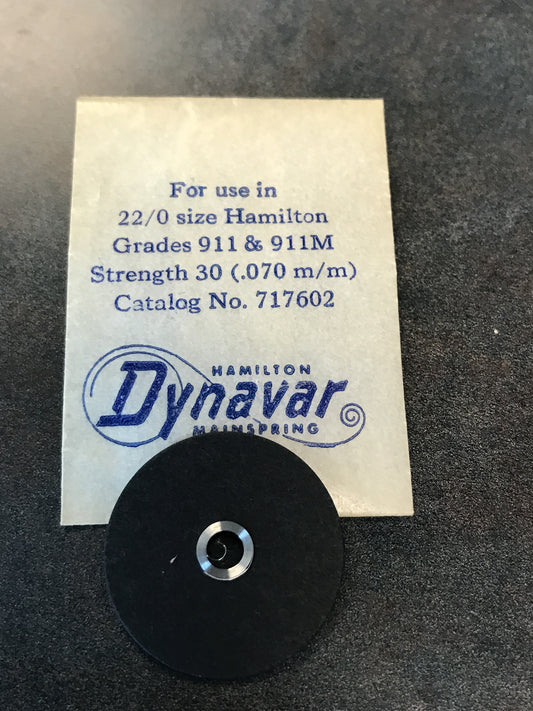 For use in
22/0 size Hamilton
Grades 911 & 911M
Strength 30 (.070 m/m)
Catalog No. 717602
HAMILTON
Dynavar
MAINSPRING